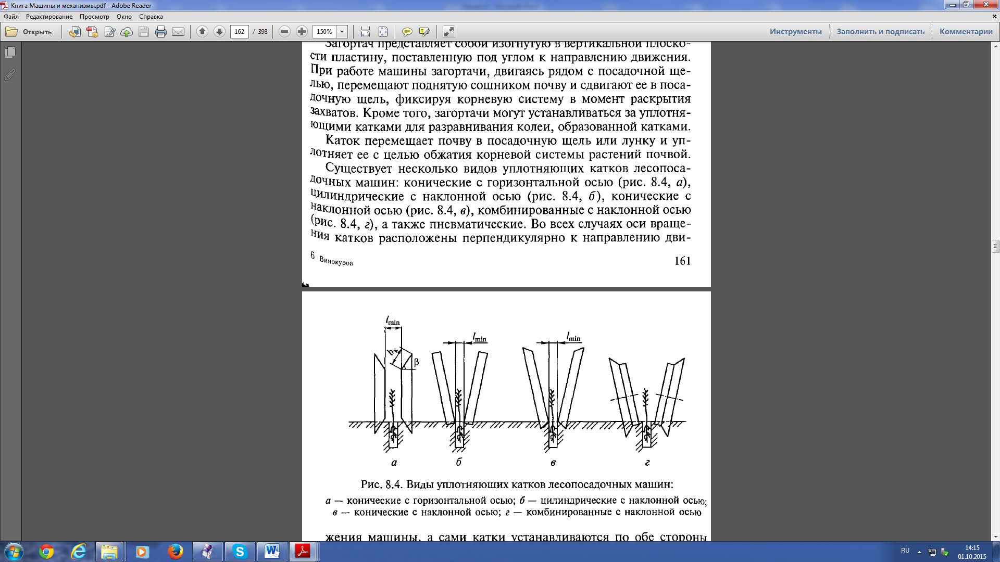 Книга Машины и механизмы.pdf - Adobe Reader
Файл Редактирование Просмотр Окно Справка
Открыть 162 / 398 150% Инструменты Заполнить и подписать Комментарии
Загортач представляет собой изогнутую в вертикальной плоско-
сти пластину, поставленную под углом к направлению движения.
При работе машины загортачи, двигаясь рядом с посадочной ще-
лью, перемещают поднятую сошником почву и сдвигают ее в поса-
дочную щель, фиксируя корневую систему в момент раскрытия
захватов. Кроме того, загортачи могут устанавливаться за уплотня-
ющими катками для разравнивания колеи, образованной катками.
Каток перемещает почву в посадочную щель или лунку и уп-
лотняет ее с целью обжатия корневой системы растений почвой.
Существует несколько видов уплотняющих катков лесопоса-
дочных машин: конические с горизонтальной осью (рис. 8.4, а),
цилиндрические с наклонной осью (рис. 8.4, б), конические с
наклонной осью (рис. 8.4, в), комбинированные с наклонной осью
(рис. 8.4, г), а также пневматические. Во всех случаях оси враще-
ния катков расположены перпендикулярно к направлению дви-
6 Винокуров 161
lmin lmin lmin
bк β
а б в г
Рис. 8.4. Виды уплотняющих катков лесопосадочных машин:
а — конические с горизонтальной осью; б — цилиндрические с наклонной осью;
в — конические с наклонной осью; г — комбинированные с наклонной осью
жения машины, а сами катки устанавливаются по обе стороны
RU 14:15
01.10.2015